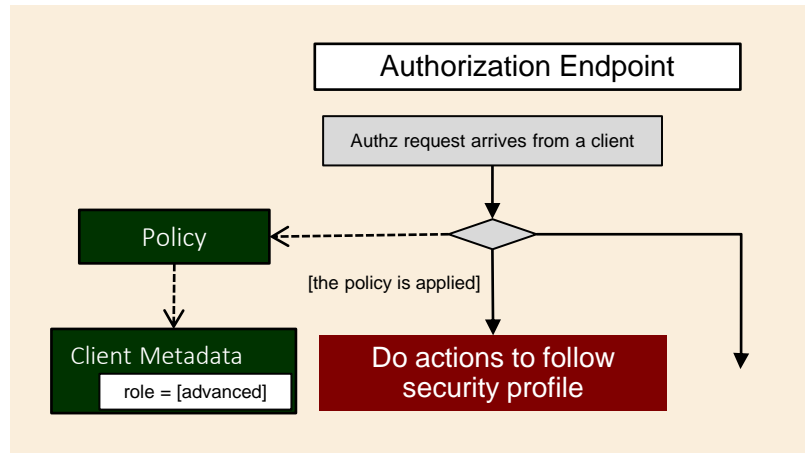 Authorization Endpoint
Authz request arrives from a client
Policy
[the policy is applied]
Client Metadata
role = [advanced]
Do actions to follow
security profile